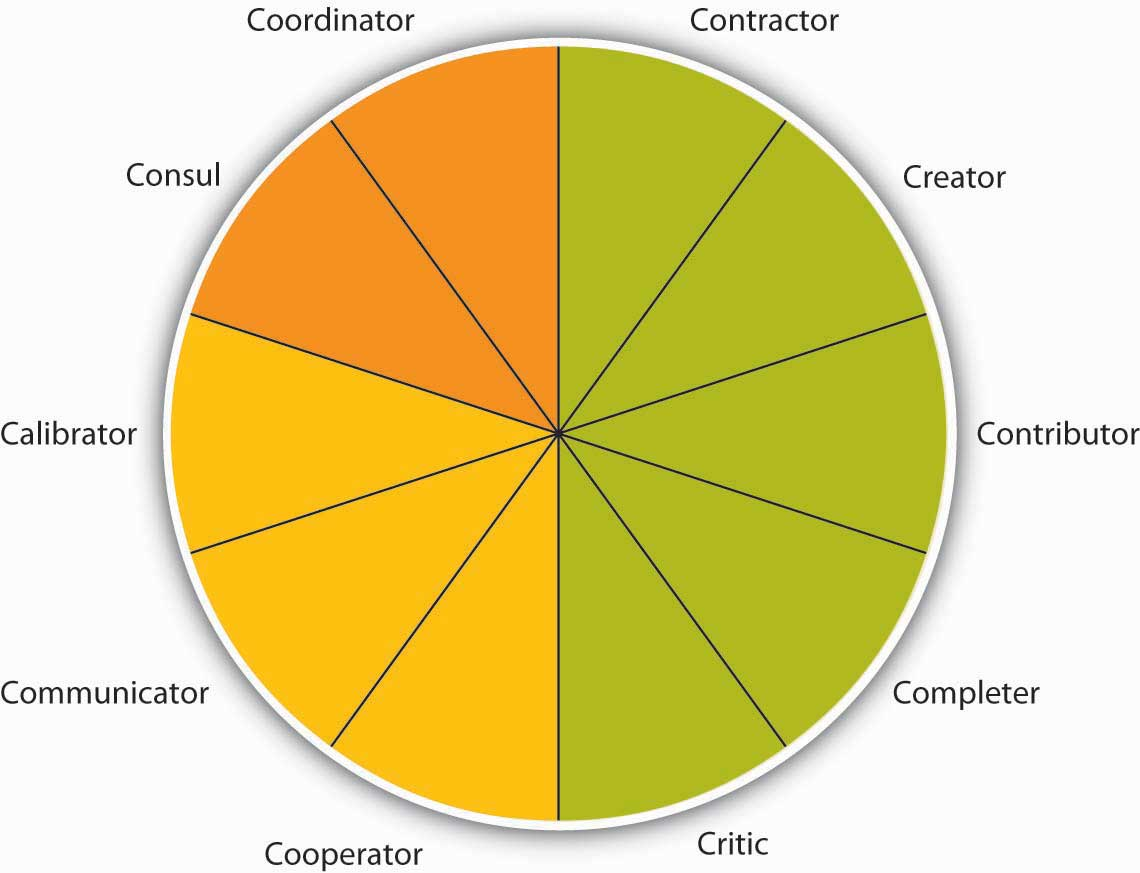 Coordinator
Contractor
Consul
Creator
Calibrator
Contributor
Communicator
Completer
Cooperator
Critic